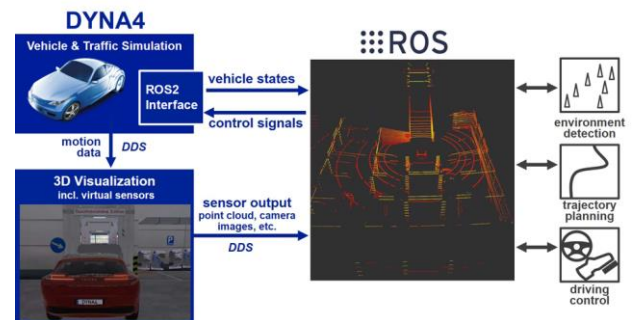 DYNA4
Vehicle & Traffic Simulation
ROS2
Interface
vehicle states
control signals
motion
data
DDS
3D Visualization
incl. virtual sensors
DYNA4
sensor output
point cloud, camera
images, etc.
DDS
ROS
environment
detection
trajectory
planning
driving
control